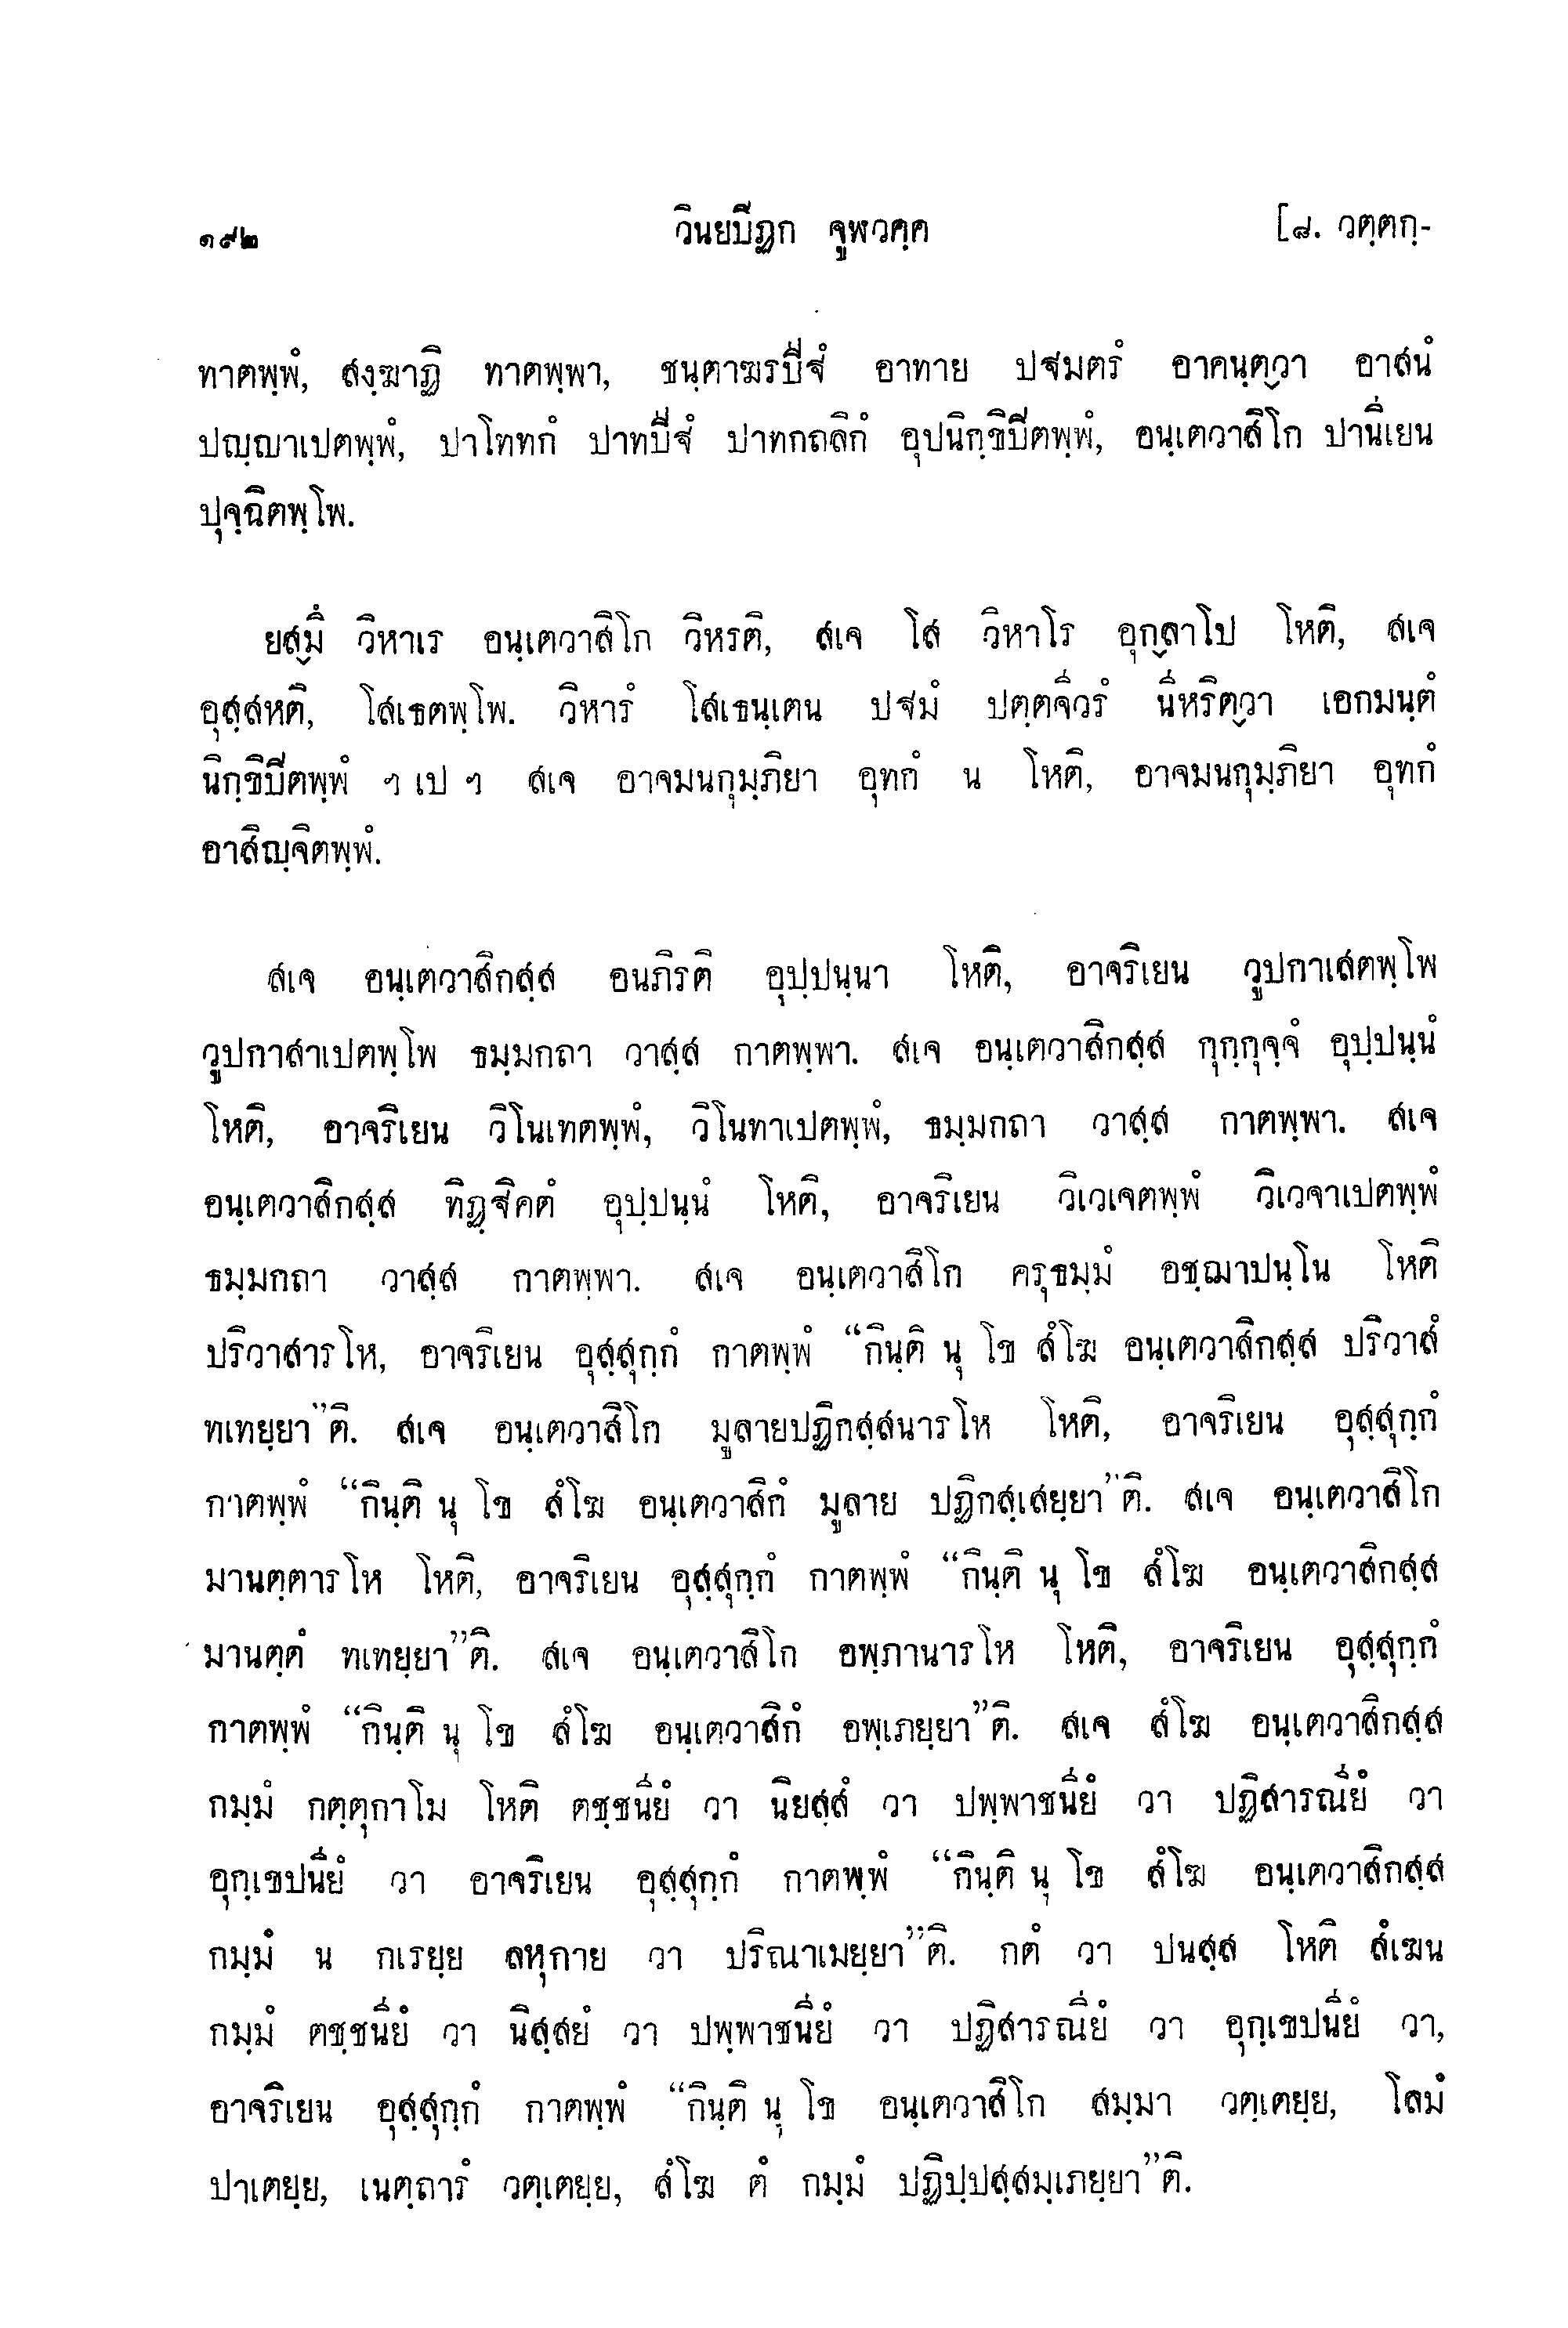 ๑๙๒ วินยปิฏก จูฬวคฺค [๘. วตฺตกฺ-
ทาตพฺพํ, สงฺฆาฏิ ทาตพฺพา, ชนฺตาฆรปีฐํ อาทาย ปฐมตรํ อาคนฺตฺวา อาสนํ
ปญฺญาเปตพฺพํ, ปาโททกํ ปาทปีฐํ ปาทกถลิกํ อุปนิกฺขิปิตพฺพํ, อนฺเตวาสิโก ปานีเยน
ปุจฺฉิตพฺโพ.
ยสฺมึ วิหาเร อนฺเตวาสิโก วิหรติ, สเจ โส วิหาโร อุกฺลาโป โหติ, สเจ
อุสฺสหติ, โสเธตพฺโพ. วิหารํ โสเธนฺเตน ปฐมํ ปตฺตจีวรํ นีหริตฺวา เอกมนฺตํ
นิกฺขิปิตพฺพํ ฯ เป ฯ สเจ อาจมนกุมฺภิยา อุทกํ น โหติ, อาจมนกุมฺภิยา อุทกํ
อาสิญฺจิตพฺพํ.
สเจ อนฺเตวาสิกสฺส อนภิรติ อุปฺปนฺนา โหติ, อาจริเยน วูปกาเสตพฺโพ
วูปกาสาเปตพฺโพ ธมฺมกถา วาสฺส กาตพฺพา. สเจ อนฺเตวาสิกสฺส กุกฺกุจฺจํ อุปฺปนฺนํ
โหติ, อาจริเยน วิโนเทตพฺพํ, วิโนทาเปตพฺพํ, ธมฺมกถา วาสฺส กาตพฺพา. สเจ
อนฺเตวาสิกสฺส ทิฏฺฐิคตํ อุปฺปนฺนํ โหติ, อาจริเยน วิเวเจตพฺพํ วิเวจาเปตพฺพํ
ธมฺมกถา วาสฺส กาตพฺพา. สเจ อนฺเตวาสิโก ครุธมฺมํ อชฺฌาปนฺโน โหติ
ปริวาสารโห, อาจริเยน อุสฺสุกฺกํ กาตพฺพํ “กินฺติ นุ โข สํโฆ อนฺเตวาสิกสฺส ปริวาสํ
ทเทยฺยา”ติ. สเจ อนฺเตวาสิโก มูลายปฏิกสฺสนารโห โหติ, อาจริเยน อุสฺสุกฺกํ
กาตพฺพํ “กินฺติ นุ โข สํโฆ อนฺเตวาสิกํ มูลาย ปฏิกสฺเสยฺยา”ติ. สเจ อนฺเตวาสิโก
มานตฺตารโห โหติ, อาจริเยน อุสฺสุกฺกํ กาตพฺพํ “กินฺติ นุ โข สํโฆ อนฺเตวาสิกสฺส
มานตฺตํ ทเทยฺยา”ติ. สเจ อนฺเตวาสิโก อพฺภานารโห โหติ, อาจริเยน อุสฺสุกฺกํ
กาตพฺพํ “กินฺติ นุ โข สํโฆ อนฺเตวาสิกํ อพฺเภยฺยา”ติ. สเจ สํโฆ อนฺเตวาสิกสฺส
กมฺมํ กตฺตุกาโม โหติ ตชฺชนียํ วา นิยสฺสํ วา ปพฺพาชนียํ วา ปฏิสารณียํ วา
อุกฺเขปนียํ วา อาจริเยน อุสฺสุกฺกํ กาตพฺพํ “กินฺติ นุ โข สํโฆ อนฺเตวาสิกสฺส
กมฺมํ น กเรยฺย ลหุกาย วา ปริณาเมยฺยา”ติ. กตํ วา ปนสฺส โหติ สํเฆน
กมฺมํ ตชฺชนียํ วา นิสฺสยํ วา ปพฺพาชนียํ วา ปฏิสารณียํ วา อุกฺเขปนียํ วา,
อาจริเยน อุสฺสุกฺกํ กาตพฺพํ “กินฺติ นุ โข อนฺเตวาสิโก สมฺมา วตฺเตยฺย, โลมํ
ปาเตยฺย, เนตฺถารํ วตฺเตยฺย, สํโฆ ตํ กมฺมํ ปฏิปฺปสฺสมฺเภยฺยา”ติ.